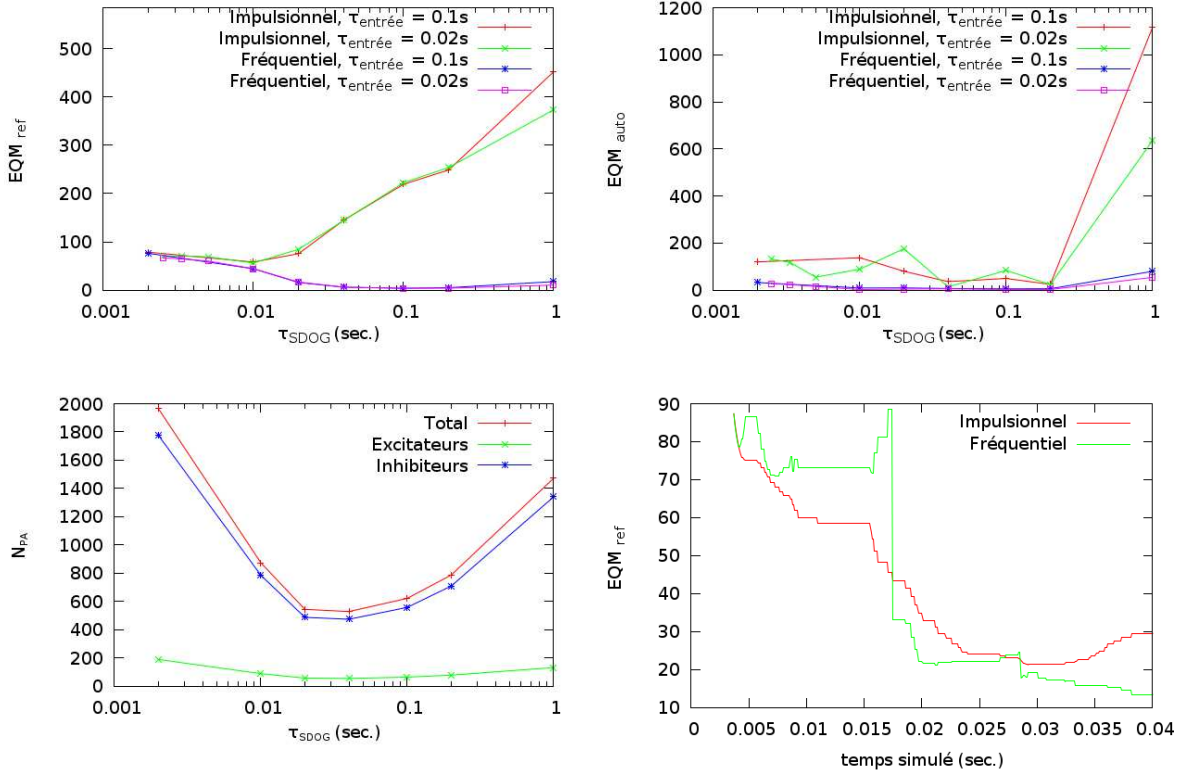 Impulsionnel, τentrée = 0.1s
Impulsionnel, τentrée = 0.02s
Fréquentiel, τentrée = 0.1s
Fréquentiel, τentrée = 0.02s
500
400
300
200
100
0
EQM ref
0.001 0.01 0.1 1
τSDOG (sec.)
Impulsionnel, τentrée = 0.1s
Impulsionnel, τentrée = 0.02s
Fréquentiel, τentrée = 0.1s
Fréquentiel, τentrée = 0.02s
1200
1000
800
600
400
200
0
EQM auto
0.001 0.01 0.1 1
τSDOG (sec.)
Total
Excitateurs
Inhibiteurs
2000
1800
1600
1400
1200
1000
800
600
400
200
0
NPA
0.001 0.01 0.1 1
τSDOG (sec.)
Impulsionnel
Fréquentiel
90
80
70
60
50
40
30
20
10
EQM ref
0 0.005 0.01 0.015 0.02 0.025 0.03 0.035 0.04
temps simulé (sec.)